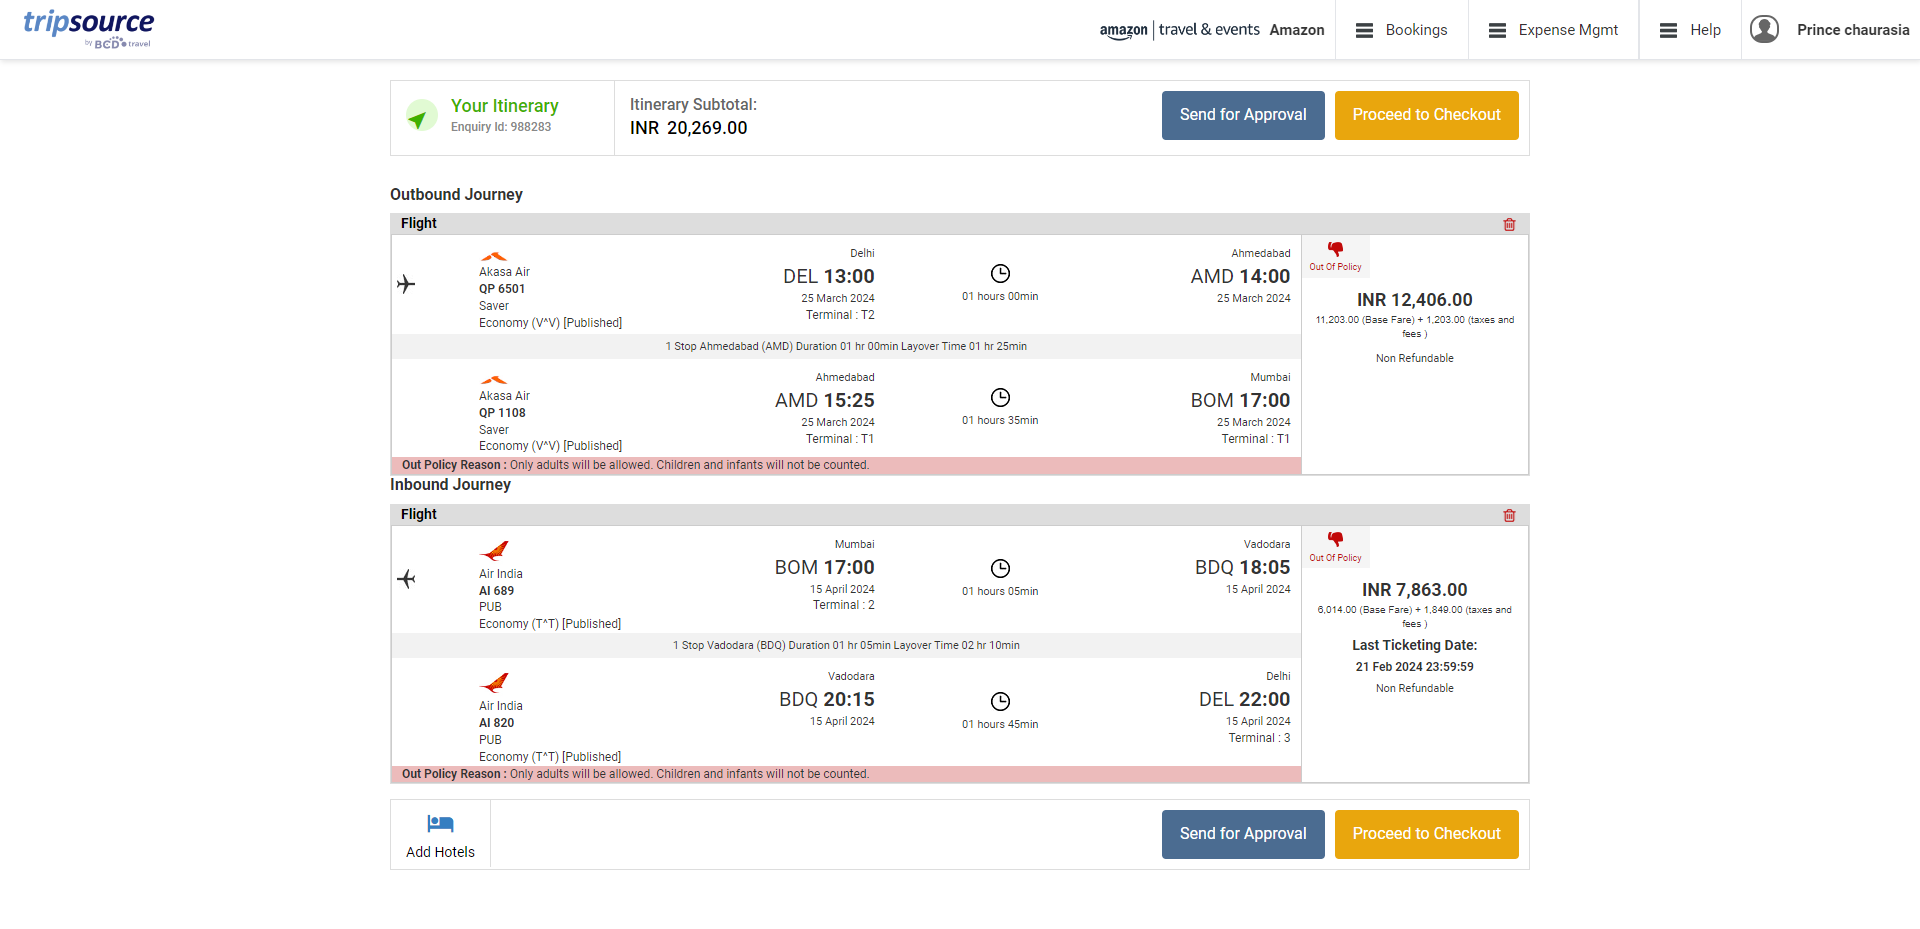 tripsource
by BCD travel
amazon | travel & events Amazon
Bookings
Expense Mgmt
Help
Prince chaurasia
Your Itinerary
Enquiry Id: 988283
Itinerary Subtotal:
INR 20,269.00
Send for Approval
Proceed to Checkout
Outbound Journey
Flight
Akasa Air
QP 6501
Saver
Economy (V^V) [Published]
Delhi
DEL 13:00
25 March 2024
Terminal : T2
01 hours 00min
Ahmedabad
AMD 14:00
25 March 2024
Out Of Policy
INR 12,406.00
11,203.00 (Base Fare) + 1,203.00 (taxes and
fees )
Non Refundable
1 Stop Ahmedabad (AMD) Duration 01 hr 00min Layover Time 01 hr 25min
Akasa Air
QP 1108
Saver
Economy (V^V) [Published]
Ahmedabad
AMD 15:25
25 March 2024
Terminal : T1
01 hours 35min
Mumbai
BOM 17:00
25 March 2024
Terminal : T1
Out Policy Reason : Only adults will be allowed. Children and infants will not be counted.
Inbound Journey
Flight
Air India
AI 689
PUB
Economy (T^T) [Published]
Mumbai
BOM 17:00
15 April 2024
Terminal : 2
01 hours 05min
Vadodara
BDQ 18:05
15 April 2024
Out Of Policy
INR 7,863.00
6,014.00 (Base Fare) + 1,849.00 (taxes and
fees )
Last Ticketing Date:
21 Feb 2024 23:59:59
Non Refundable
1 Stop Vadodara (BDQ) Duration 01 hr 05min Layover Time 02 hr 10min
Air India
AI 820
PUB
Economy (T^T) [Published]
Vadodara
BDQ 20:15
15 April 2024
01 hours 45min
Delhi
DEL 22:00
15 April 2024
Terminal : 3
Out Policy Reason : Only adults will be allowed. Children and infants will not be counted.
Add Hotels
Send for Approval
Proceed to Checkout